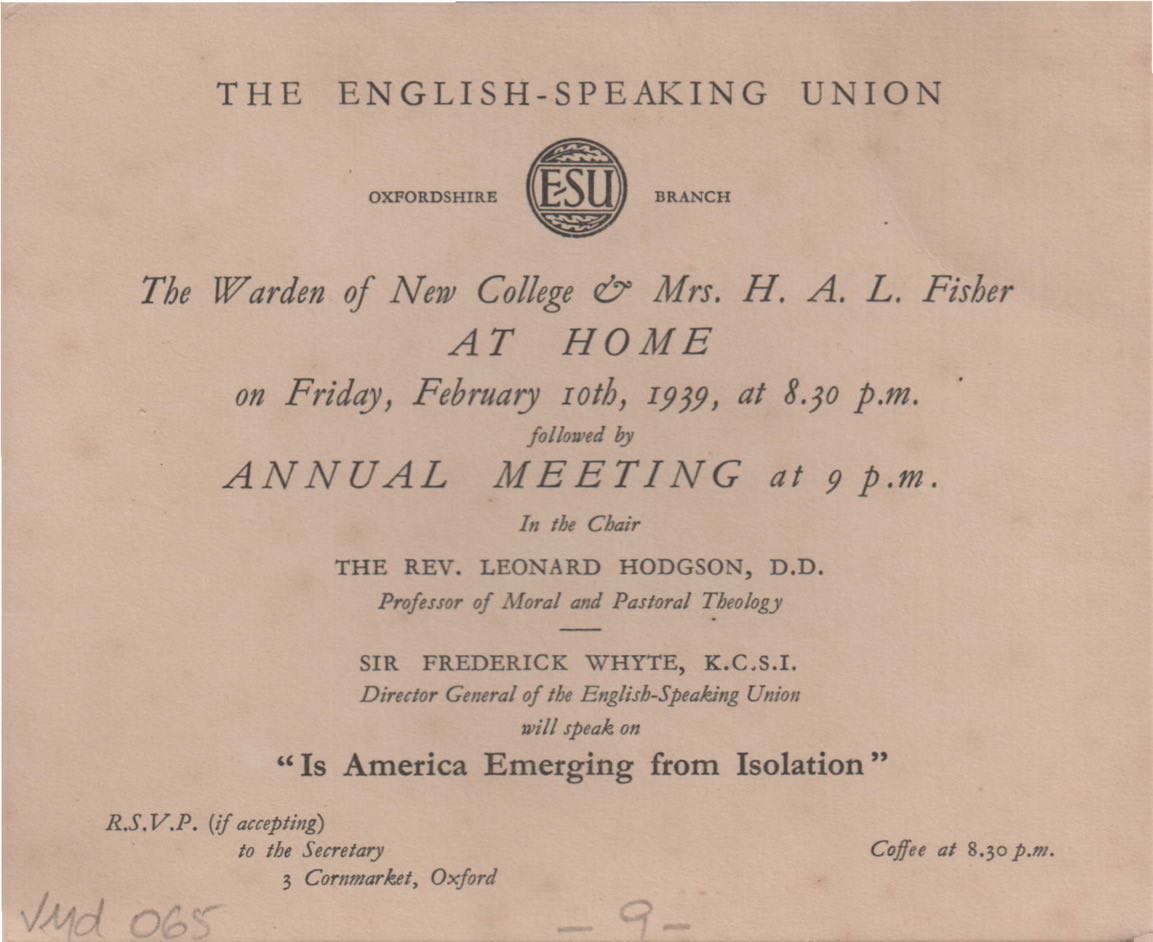 THE ENGLISH-SPEAKING UNION
OXFORDSHIRE E-SU BRANCH
The Warden of New College & Mrs. H. A. L. Fisher
AT HOME
on Friday, February 10th, 1939, at 8.30 p.m.
followed by
ANNUAL MEETING at 9 p.m.
In the Chair
THE REV. LEONARD HODGSON, D.D.
Professor of Moral and Pastoral Theology
SIR FREDERICK WHYTE, K.C.S.I.
Director General of the English-Speaking Union
will speak on
"Is America Emerging from Isolation"
R.S.V.P. (if accepting)
to the Secretary
Coffee at 8.30 p.m.
3 Cornmarket, Oxford
065
- 9 -